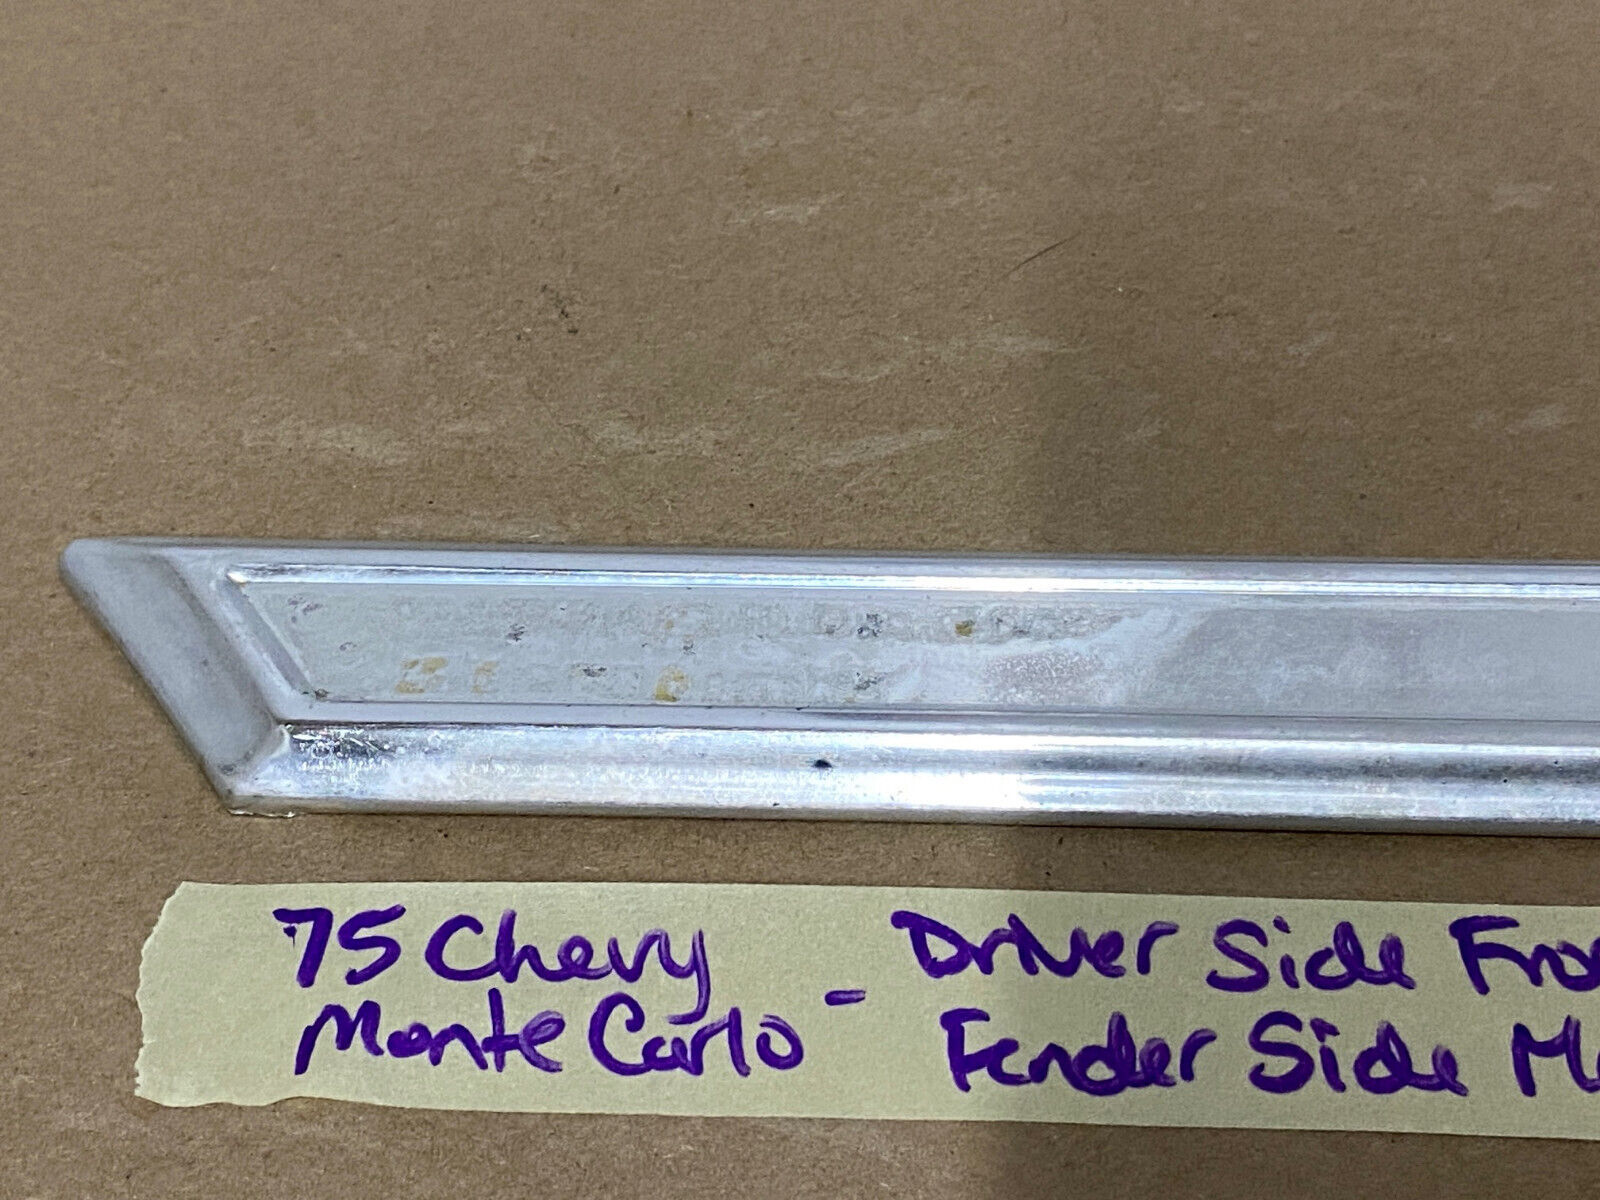 75 Chevy
Monte Carlo - Driver Side
Fender Side